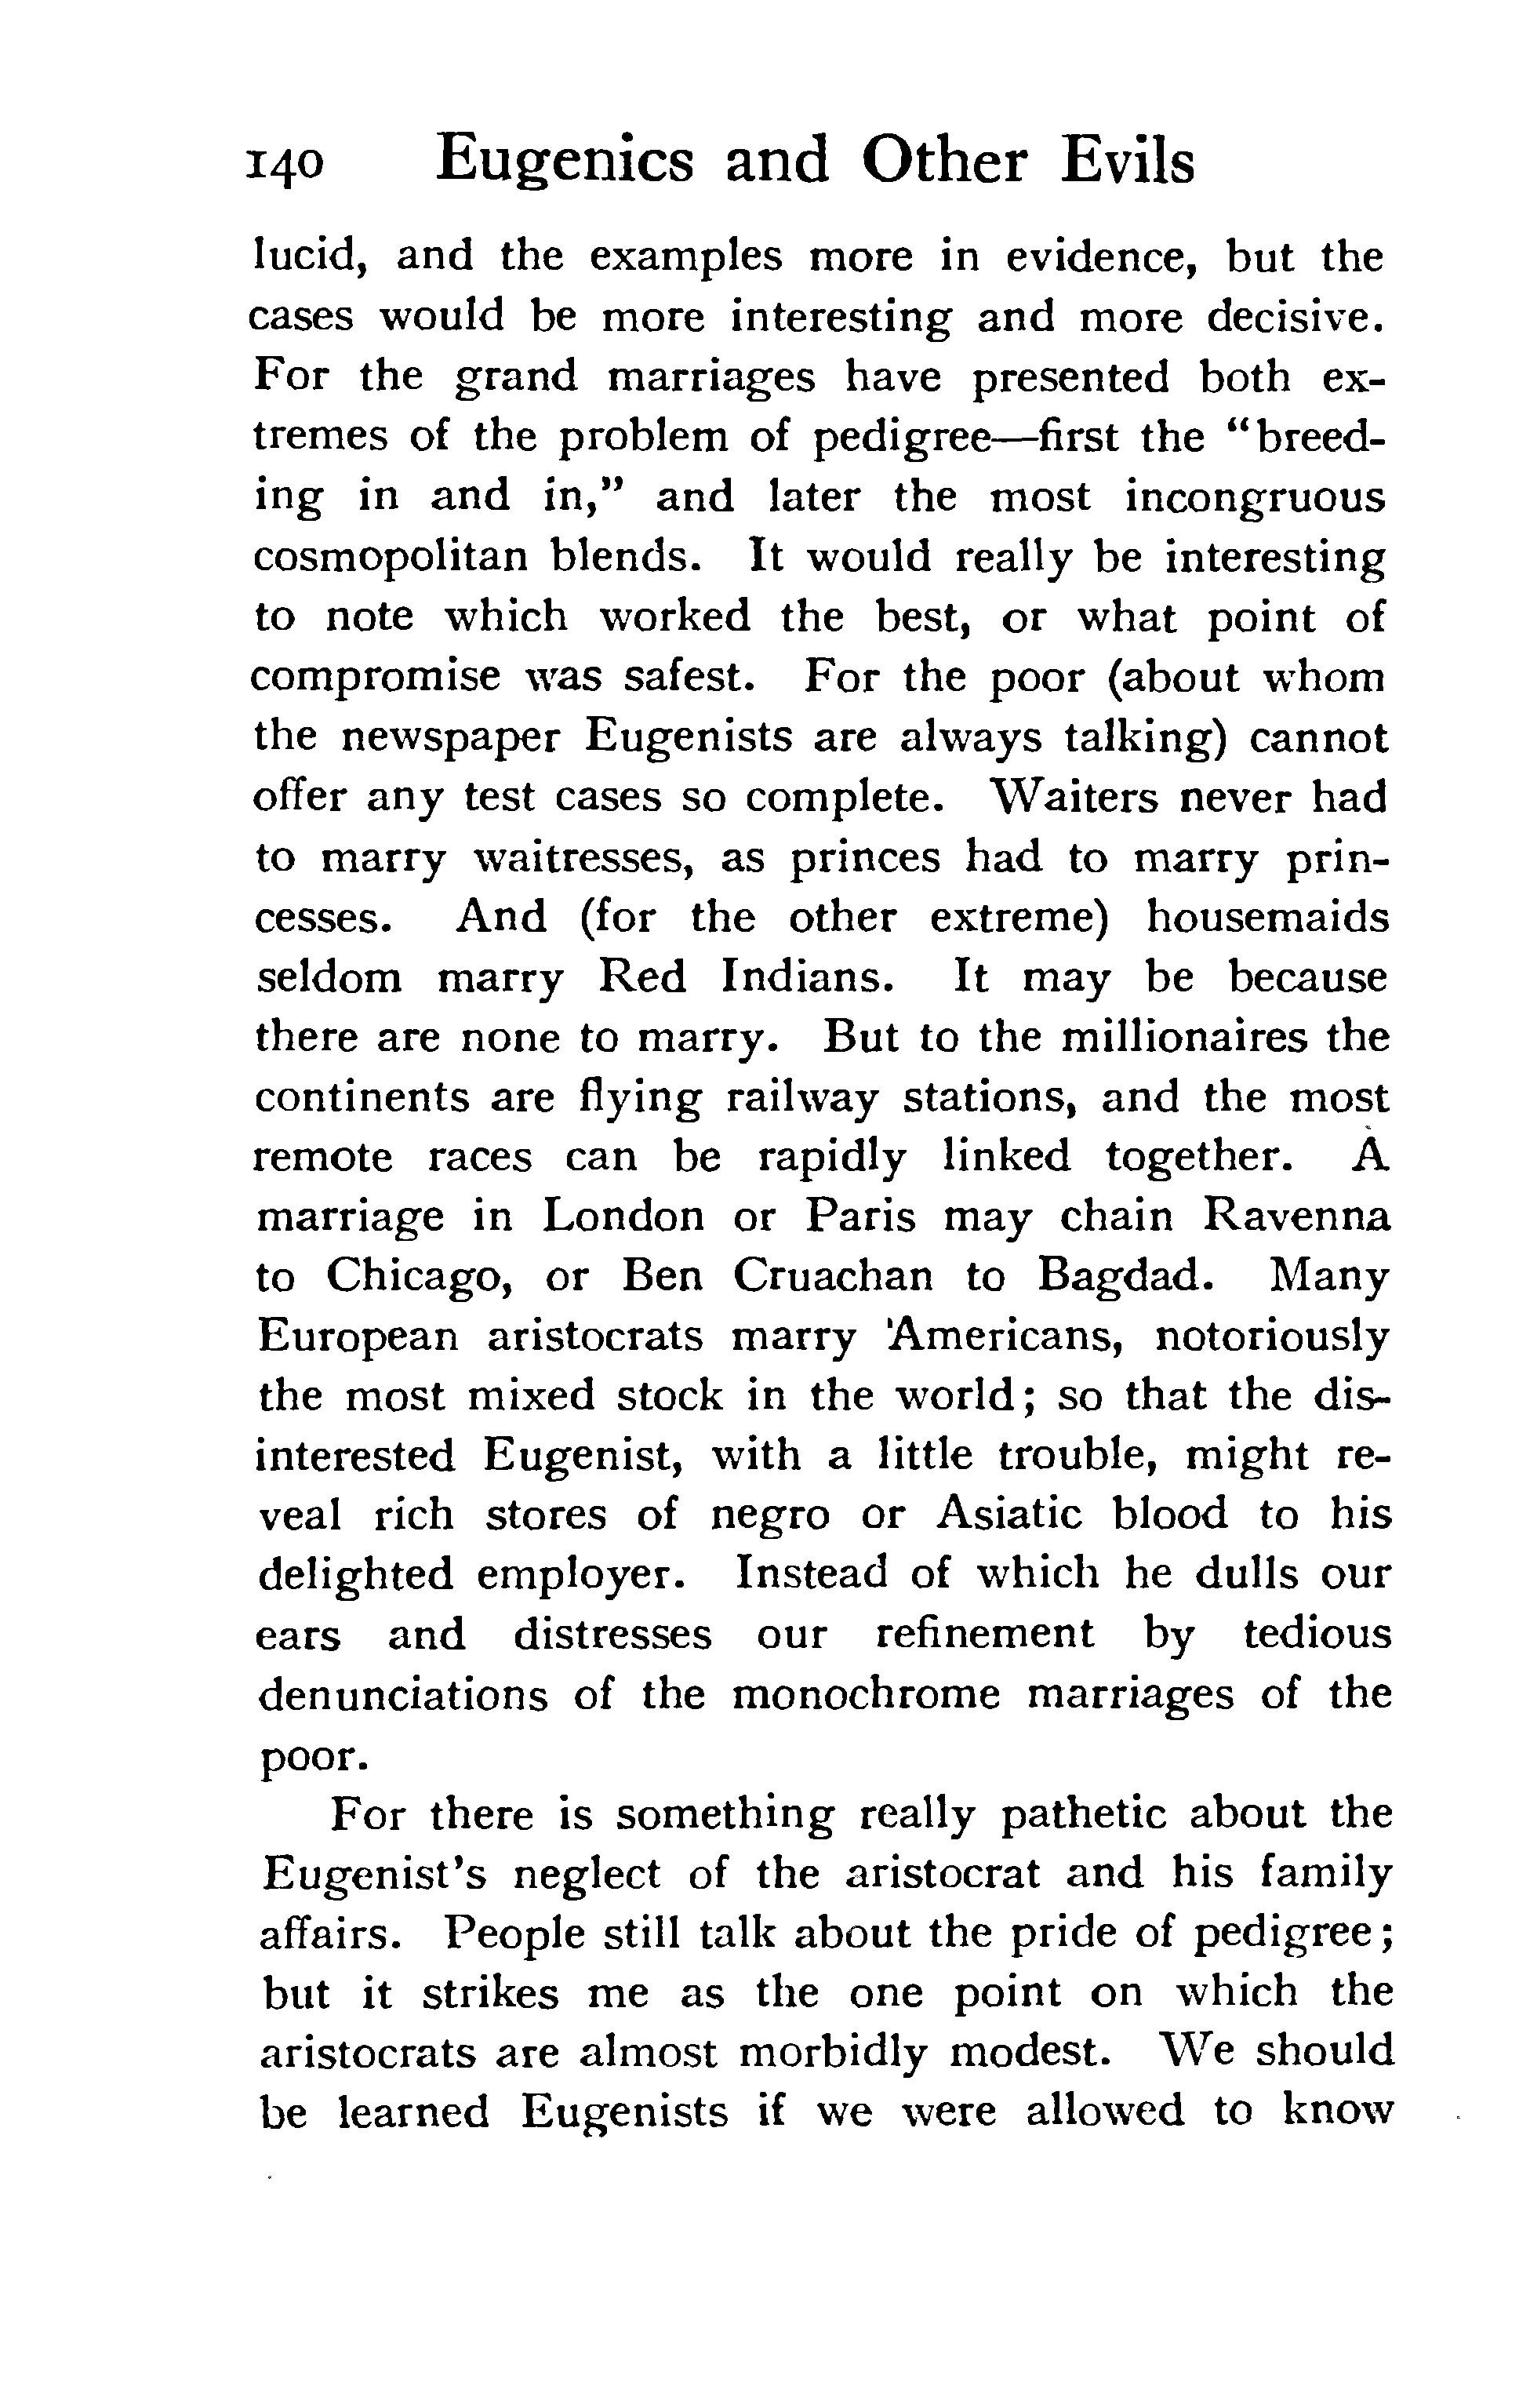 140 Eugenics and Other Evils
lucid, and the examples more in evidence, but the
cases would be more interesting and more decisive.
For the grand marriages have presented both ex-
tremes of the problem of pedigree—first the “breed-
ing in and in,” and later the most incongruous
cosmopolitan blends. It would really be interesting
to note which worked the best, or what point of
compromise was safest. For the poor (about whom
the newspaper Eugenists are always talking) cannot
offer any test cases so complete. Waiters never had
to marry waitresses, as princes had to marry prin-
cesses. And (for the other extreme) housemaids
seldom marry Red Indians. It may be because
there are none to marry. But to the millionaires the
continents are flying railway stations, and the most
remote races can be rapidly linked together. A
marriage in London or Paris may chain Ravenna
to Chicago, or Ben Cruachan to Bagdad. Many
European aristocrats marry Americans, notoriously
the most mixed stock in the world; so that the dis-
interested Eugenist, with a little trouble, might re-
veal rich stores of negro or Asiatic blood to his
delighted employer. Instead of which he dulls our
ears and distresses our refinement by tedious
denunciations of the monochrome marriages of the
poor.
For there is something really pathetic about the
Eugenist’s neglect of the aristocrat and his family
affairs. People still talk about the pride of pedigree;
but it strikes me as the one point on which the
aristocrats are almost morbidly modest. We should
be learned Eugenists if we were allowed to know